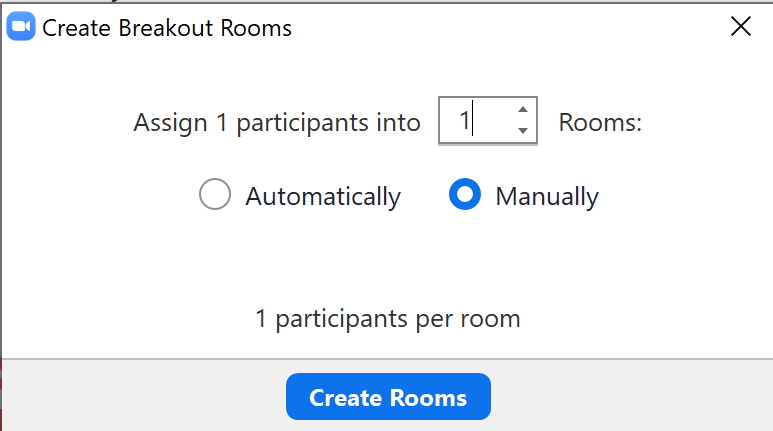 Create Breakout Rooms
Assign 1 participants into 1 Rooms:
Automatically Manually
1 participants per room
Create Rooms